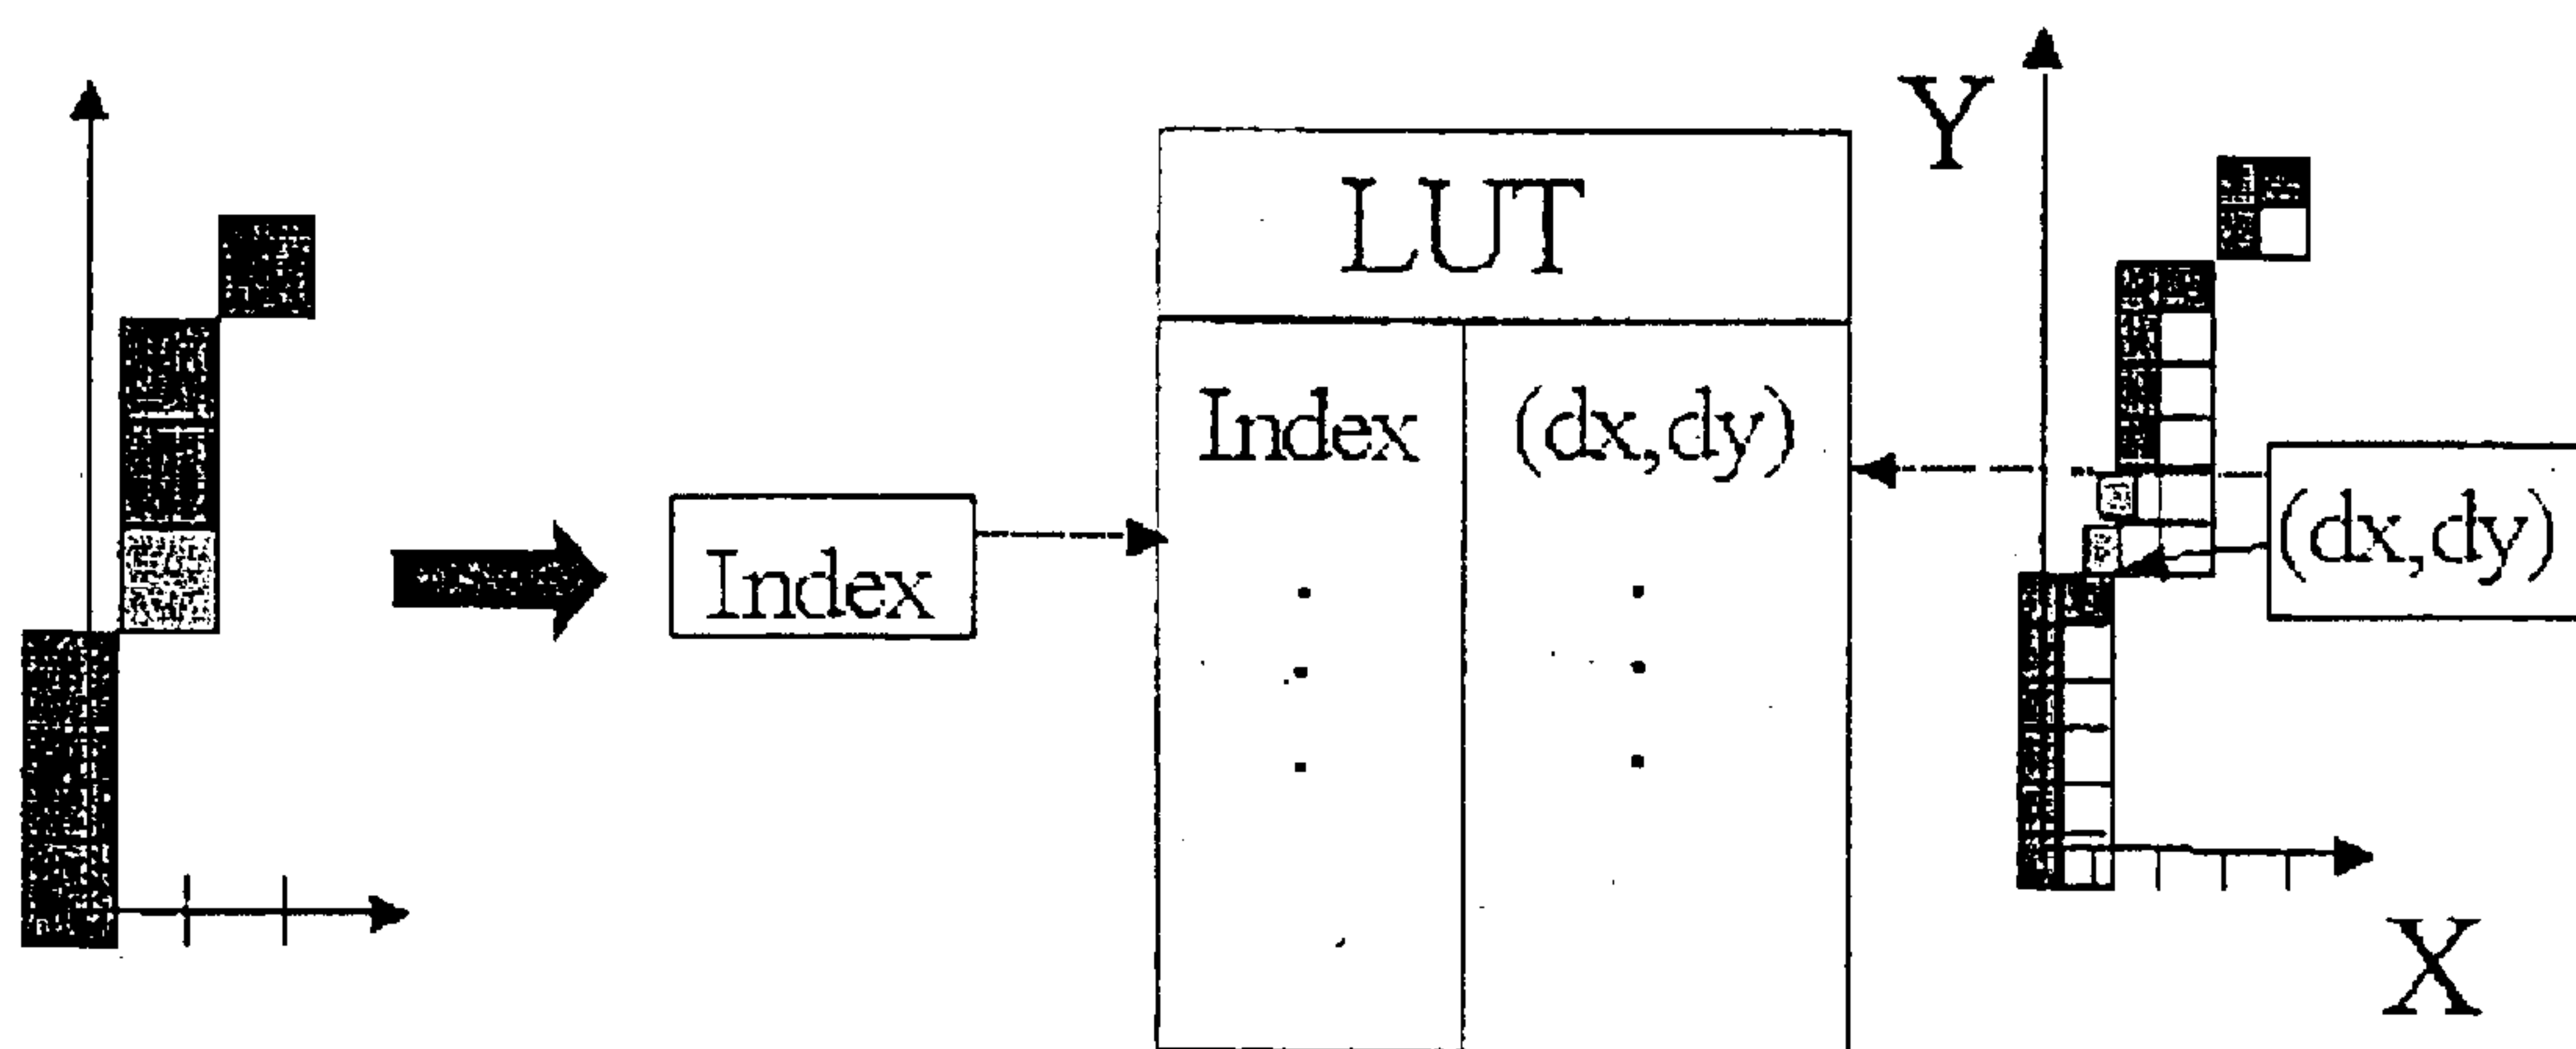 Y
LUT
Index (dx,dy)
Index
(dx,dy)
X